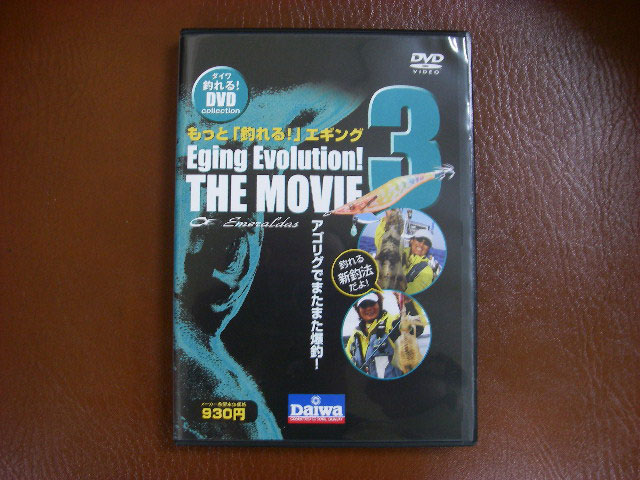 DVD
VIDEO
ダイワ
釣れる!
DVD
collection
もっと「釣れる!」エギング
3
Eging Evolution!
THE MOVIE
OF Emeraldas
アゴリグでまたまた爆釣!
釣れる
新釣法
だよ!
930円
Daiwa